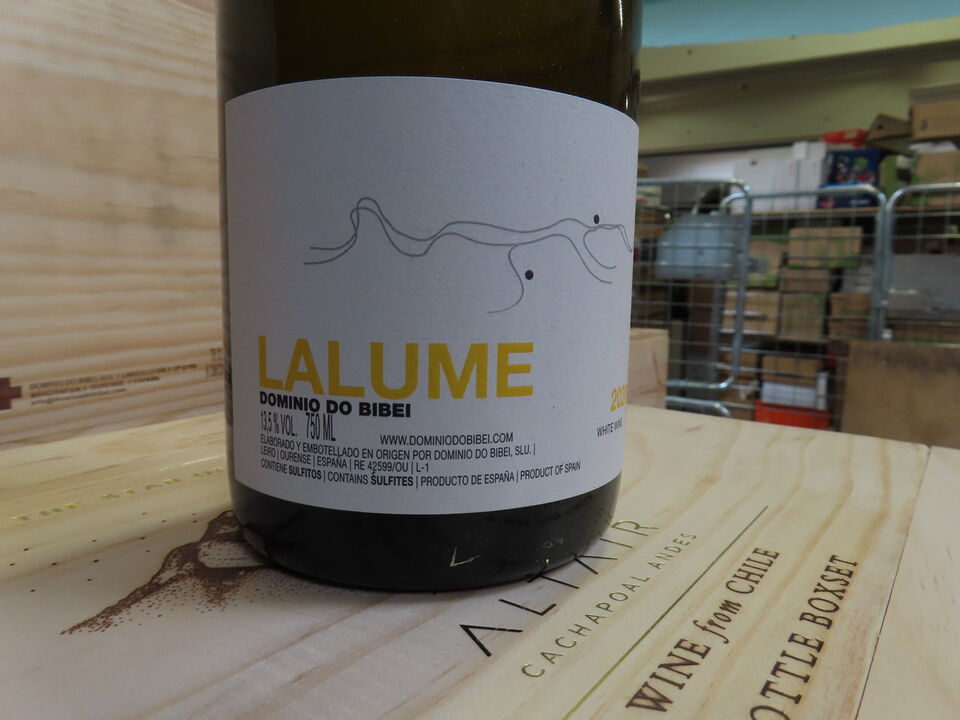 LALUME
DOMINIO DO BIBEI
13,5 % VOL. 750 ML
WWW.DOMINIODOBIBEI.COM
ELABORADO Y EMBOTELLADO EN ORIGEN POR DOMINIO DO BIBEI, SLU. |
LEIRO | OURENSE | ESPAÑA | RE 42599/OU | L-1
CONTIENE SULFITOS | CONTAINS SULFITES | PRODUCTO DE ESPAÑA | PRODUCT OF SPAIN
WHITE WINE
ALTAIR
CACHAPOAL ANDES
WINE from CHILE
BOXSET